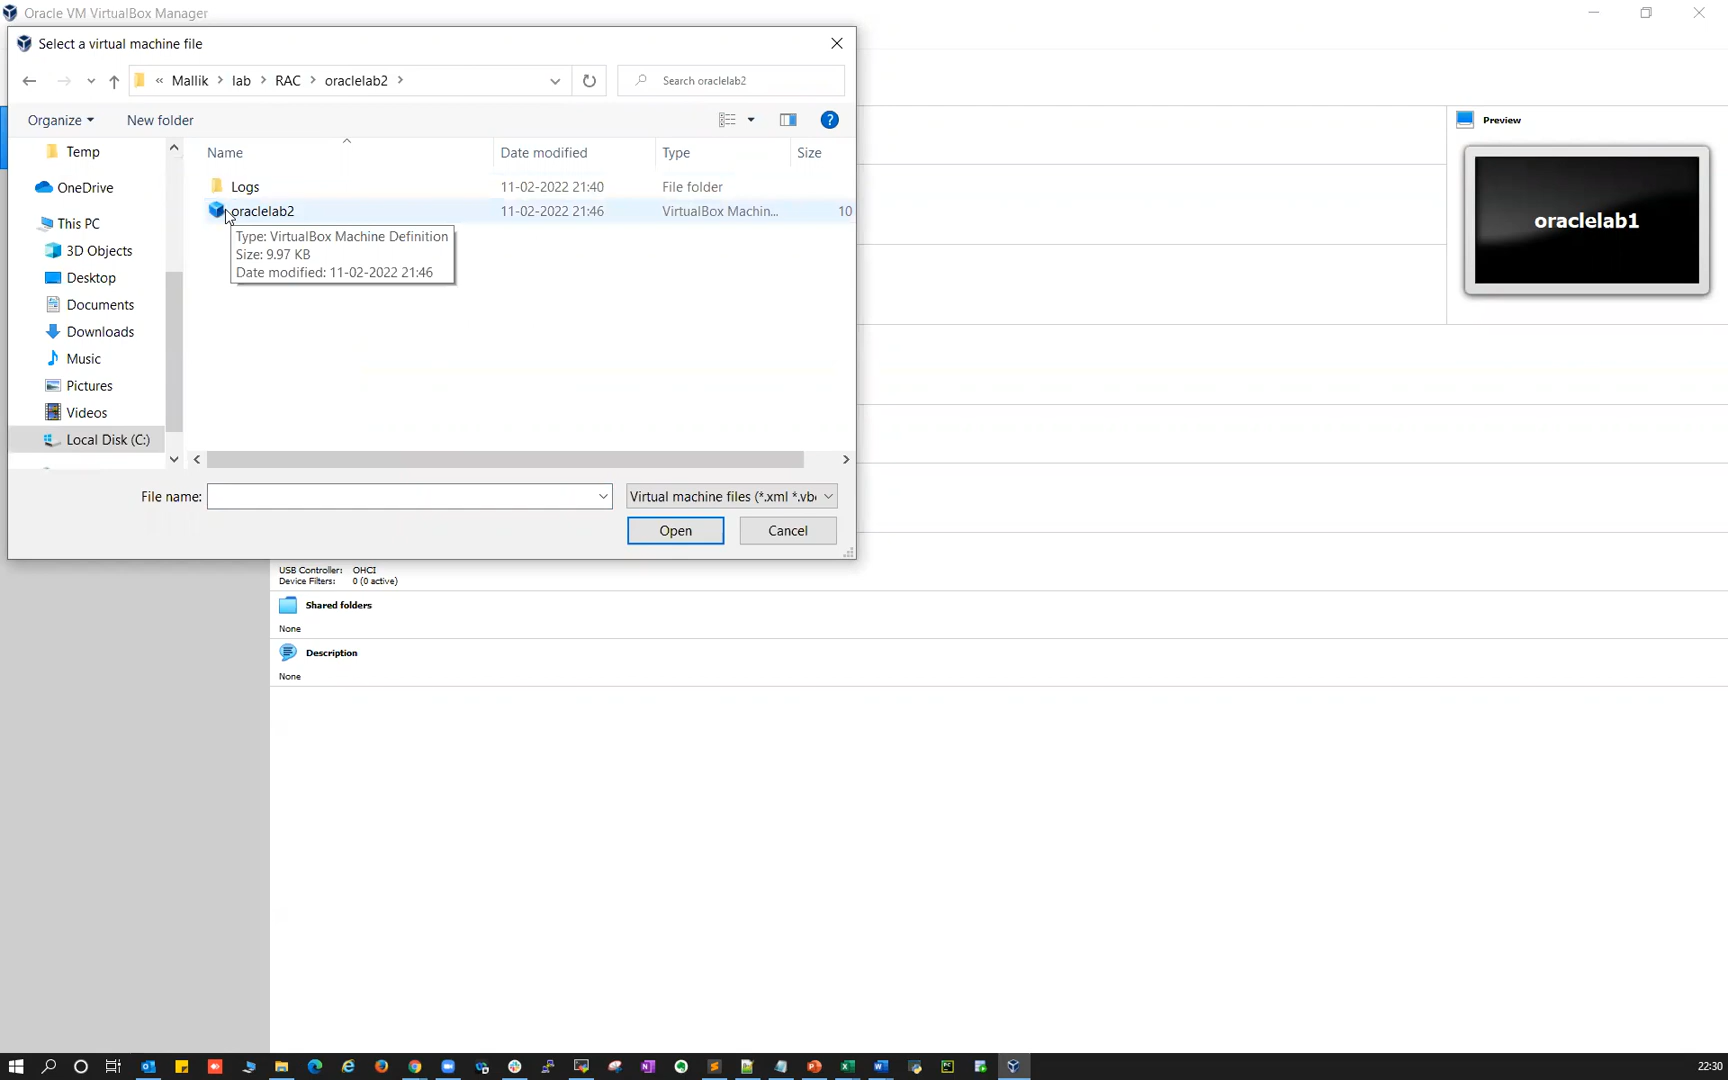 Oracle VM VirtualBox Manager
Select a virtual machine file
« Mallik > lab > RAC > oraclelab2 >
Search oraclelab2
Organize
New folder
Name
Date modified
Type
Size
Temp
OneDrive
This PC
3D Objects
Desktop
Documents
Downloads
Music
Pictures
Videos
Local Disk (C:)
Logs
11-02-2022 21:40
File folder
oraclelab2
11-02-2022 21:46
VirtualBox Machin...
10
Type: VirtualBox Machine Definition
Size: 9.97 KB
Date modified: 11-02-2022 21:46
File name:
Virtual machine files (*.xml *.vb
Open
Cancel
Preview
oraclelab1
USB Controller: OHCI
Device Filters: 0 (0 active)
Shared folders
None
Description
None
22:30